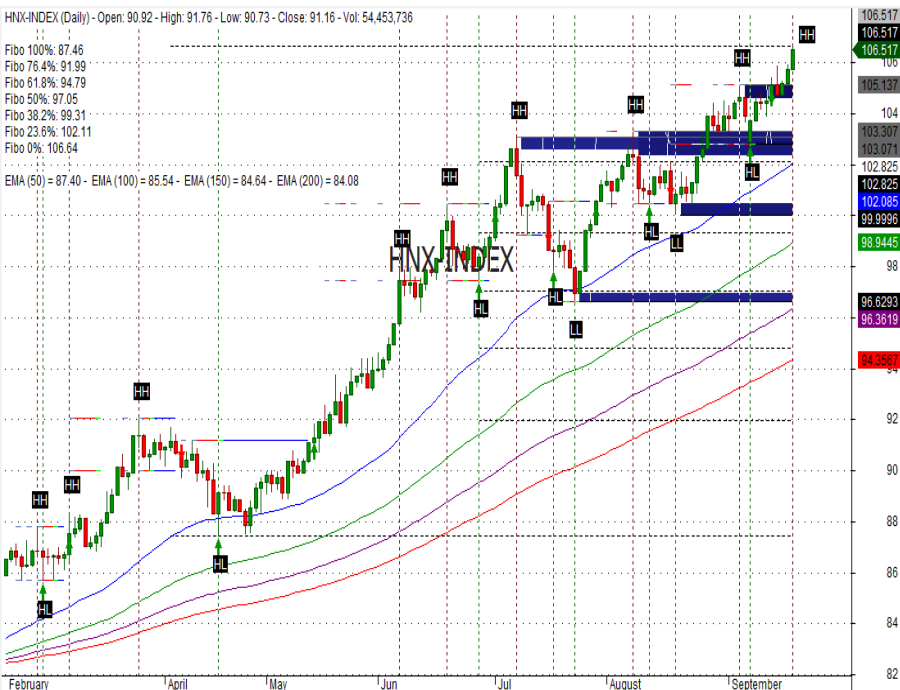 HNX-INDEX (Daily) - Open: 90.92 - High: 91.76 - Low: 90.73 - Close: 91.16 - Vol: 54,453,736
Fibo 100%: 87.46
Fibo 76.4%: 91.99
Fibo 61.8%: 94.79
Fibo 50%: 97.05
Fibo 38.2%: 99.31
Fibo 23.6%: 102.11
Fibo 0%: 106.64
EMA (50) = 87.40 - EMA (100) = 85.54 - EMA (150) = 84.64 - EMA (200) = 84.08
HNX-INDEX
HH
HH
HH
HH
HH
HH
HH
HH
HH
HL
HL
HL
HL
LL
HL
LL
HL
106.517
106.517
106.517
106
105.137
104
103.307
103.071
102.825
102.825
102.085
99.9996
98.9445
98
96.6293
96.3619
94.3567
94
92
90
88
86
84
82
February
April
May
Jun
Jul
August
September